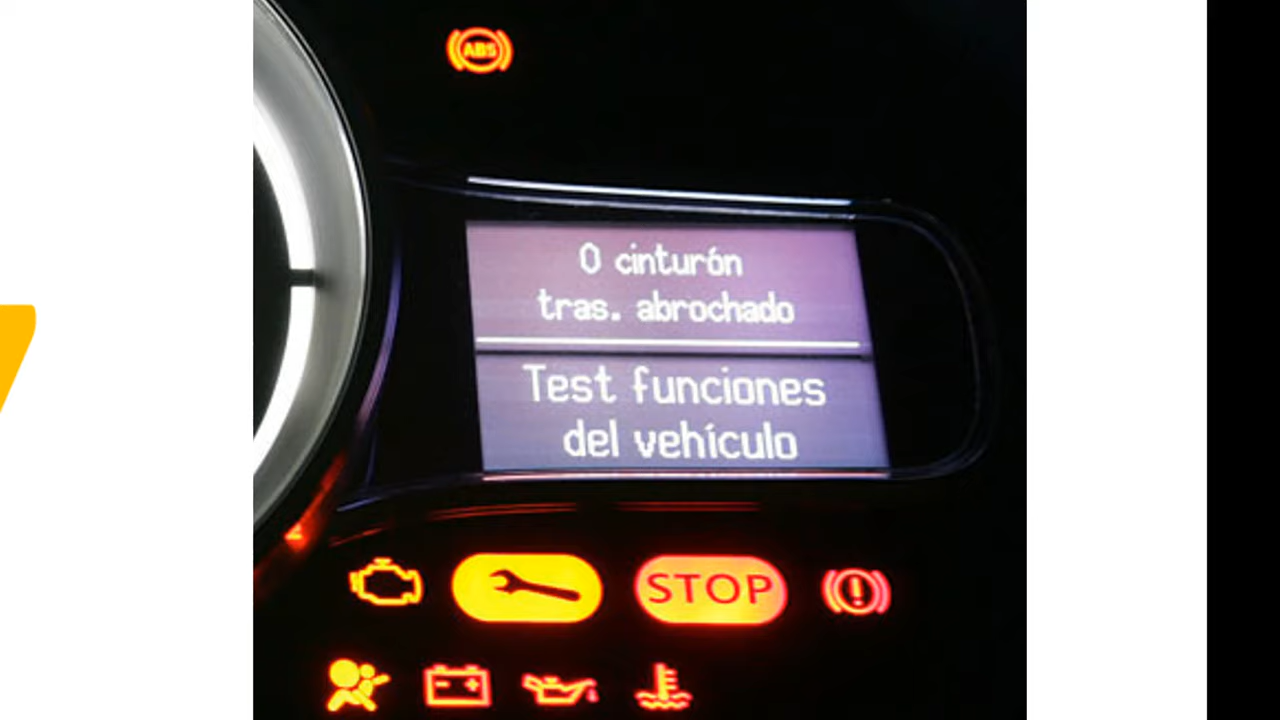 ABS
0 cinturón
tras. abrochado
Test funciones
del vehículo
STOP